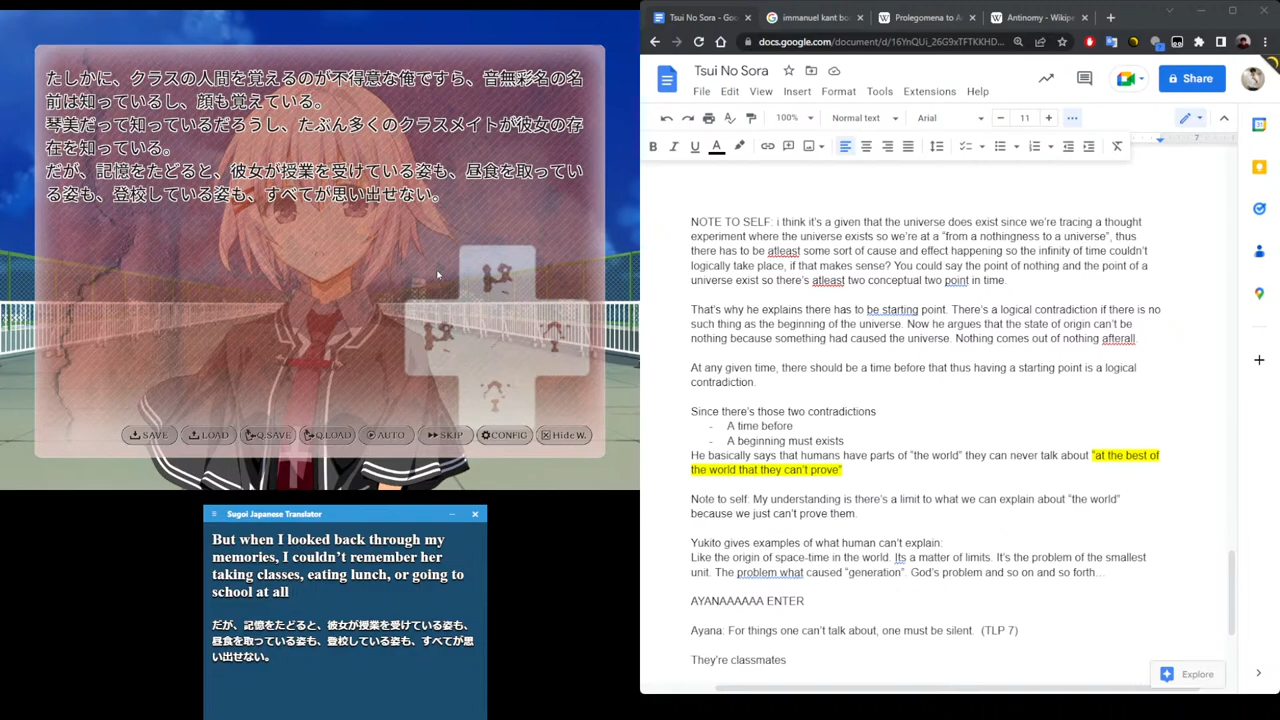 たしかに、クラスの人間を覚えるのが不得意な俺ですら、音無彩名の名
前は知っているし、顔も覚えている。
琴美だって知っているだろうし、たぶん多くのクラスメイトが彼女の存
在を知っている。
だが、記憶をたどると、彼女が授業を受けている姿も、昼食を取ってい
る姿も、登校している姿も、すべてが思い出せない。
SAVE LOAD Q.SAVE Q.LOAD AUTO SKIP CONFIG Hide W.
Sugoi Japanese Translator
But when I looked back through my
memories, I couldn't remember her
taking classes, eating lunch, or going to
school at all
だが、記憶をたどると、彼女が授業を受けている姿も、
昼食を取っている姿も、登校している姿も、すべてが思
い出せない。
Tsui No Sora - Goo
immanuel kant boo
Prolegomena to A
Antinomy - Wikipe
docs.google.com/document/d/16YnQUi_26G9xTFTKKHD...
Tsui No Sora
Share
File Edit View Insert Format Tools Extensions Help
100% Normal text Arial 11
7
NOTE TO SELF: i think it's a given that the universe does exist since we're tracing a thought
experiment where the universe exists so we're at a "from a nothingness to a universe", thus
there has to be atleast some sort of cause and effect happening so the infinity of time couldn't
logically take place, if that makes sense? You could say the point of nothing and the point of a
universe exist so there's atleast two conceptual two point in time.
That's why he explains there has to be starting point. There's a logical contradiction if there is no
such thing as the beginning of the universe. Now he argues that the state of origin can't be
nothing because something had caused the universe. Nothing comes out of nothing afterall.
At any given time, there should be a time before that thus having a starting point is a logical
contradiction.
Since there's those two contradictions
- A time before
- A beginning must exists
He basically says that humans have parts of "the world" they can never talk about "at the best of
the world that they can't prove"
Note to self: My understanding is there's a limit to what we can explain about "the world"
because we just can't prove them.
Yukito gives examples of what human can't explain:
Like the origin of space-time in the world. Its a matter of limits. It's the problem of the smallest
unit. The problem what caused "generation". God's problem and so on and so forth...
AYANAAAAAA ENTER
Ayana: For things one can't talk about, one must be silent. (TLP 7)
They're classmates
Explore